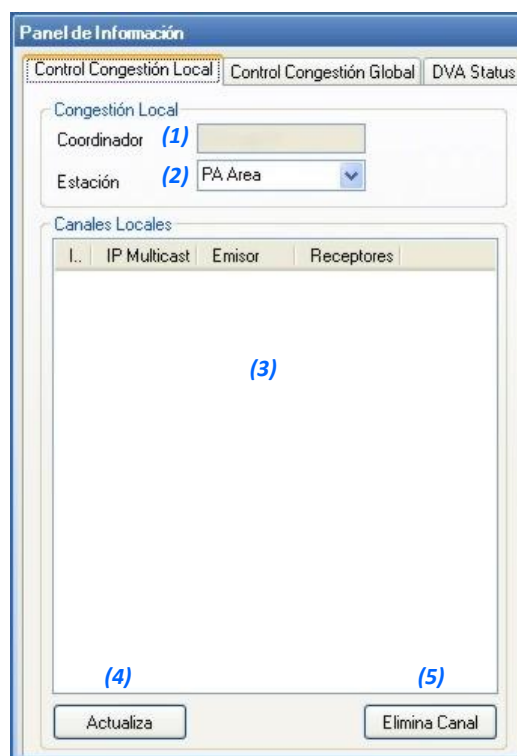 Panel de Información
Control Congestión Local Control Congestión Global DVA Status
Congestión Local
Coordinador (1)
Estación (2) PA Area
Canales Locales
I.. IP Multicast Emisor Receptores
(3)
(4) (5)
Actualiza Elimina Canal